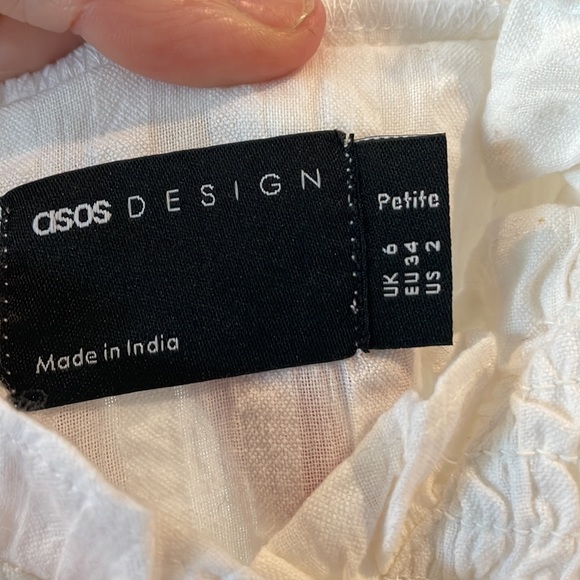 asos DESIGN
Made in India
Petite
UK 6
EU 34
US 2